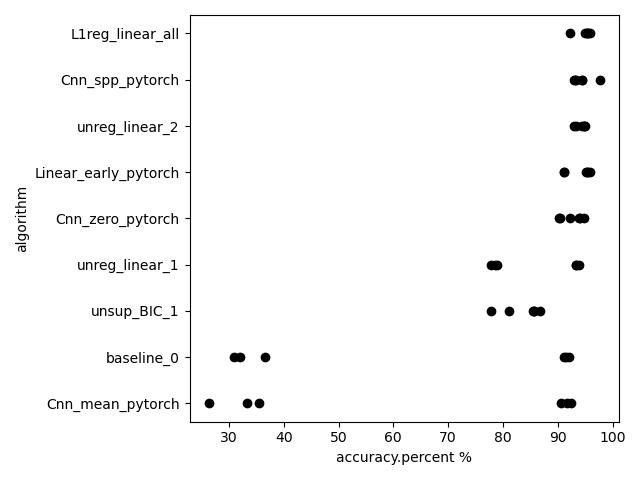 L1reg_linear_all
Cnn_spp_pytorch
unreg_linear_2
Linear_early_pytorch
Cnn_zero_pytorch
unreg_linear_1
unsup_BIC_1
baseline_0
Cnn_mean_pytorch
algorithm
30 40 50 60 70 80 90 100
accuracy.percent %